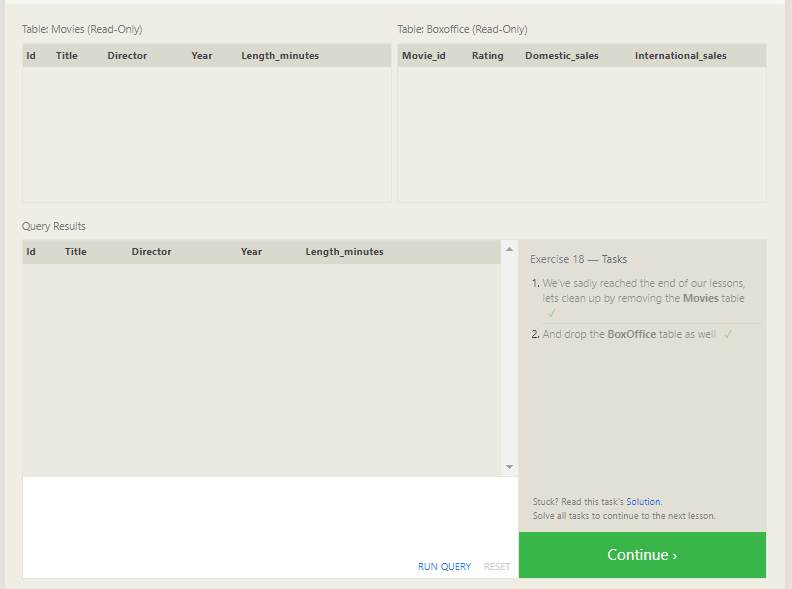 Table: Movies (Read-Only)
Id Title Director Year Length_minutes
Table: Boxoffice (Read-Only)
Movie_id Rating Domestic_sales International_sales
Query Results
Id Title Director Year Length_minutes
RUN QUERY RESET
Exercise 18 — Tasks
1. We've sadly reached the end of our lessons,
lets clean up by removing the Movies table
✓
2. And drop the BoxOffice table as well ✓
Stuck? Read this task's Solution.
Solve all tasks to continue to the next lesson.
Continue ›